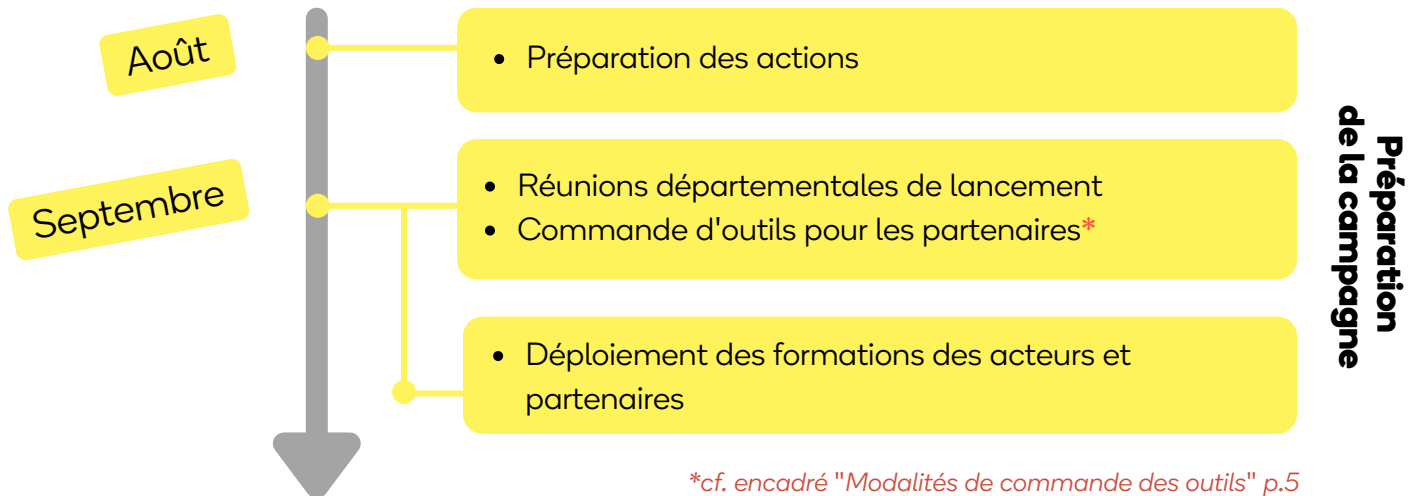 Août
• Préparation des actions
Septembre
• Réunions départementales de lancement
• Commande d'outils pour les partenaires*
• Déploiement des formations des acteurs et
partenaires
Préparation
de la campagne
*cf. encadré "Modalités de commande des outils" p.5